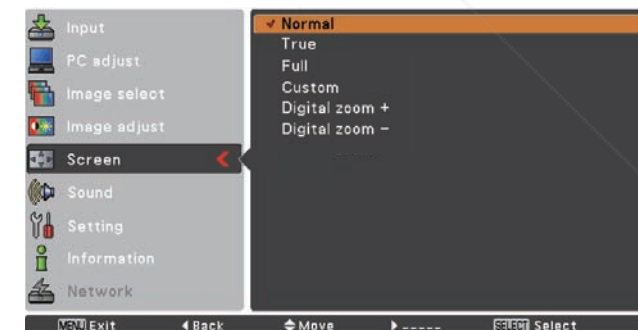 Input
PC adjust
Image select
Image adjust
Screen
Sound
Setting
Information
Network
Normal
True
Full
Custom
Digital zoom +
Digital zoom –
MENU Exit ◀Back Move ▶----- SELECT Select